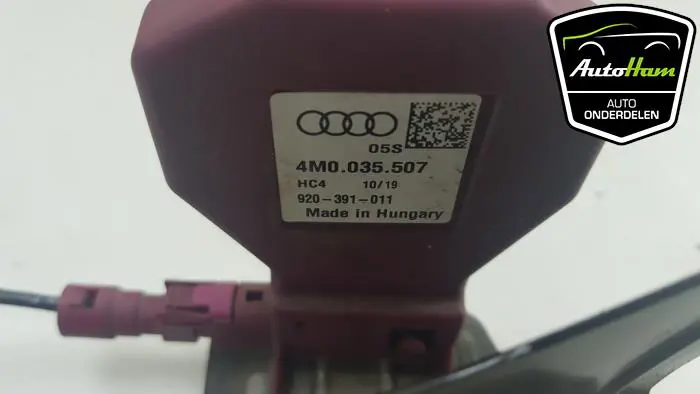 05S
4M0.035.507
HC4 10/19
920-391-011
Made in Hungary
AutoHam
AUTO
ONDERDELEN